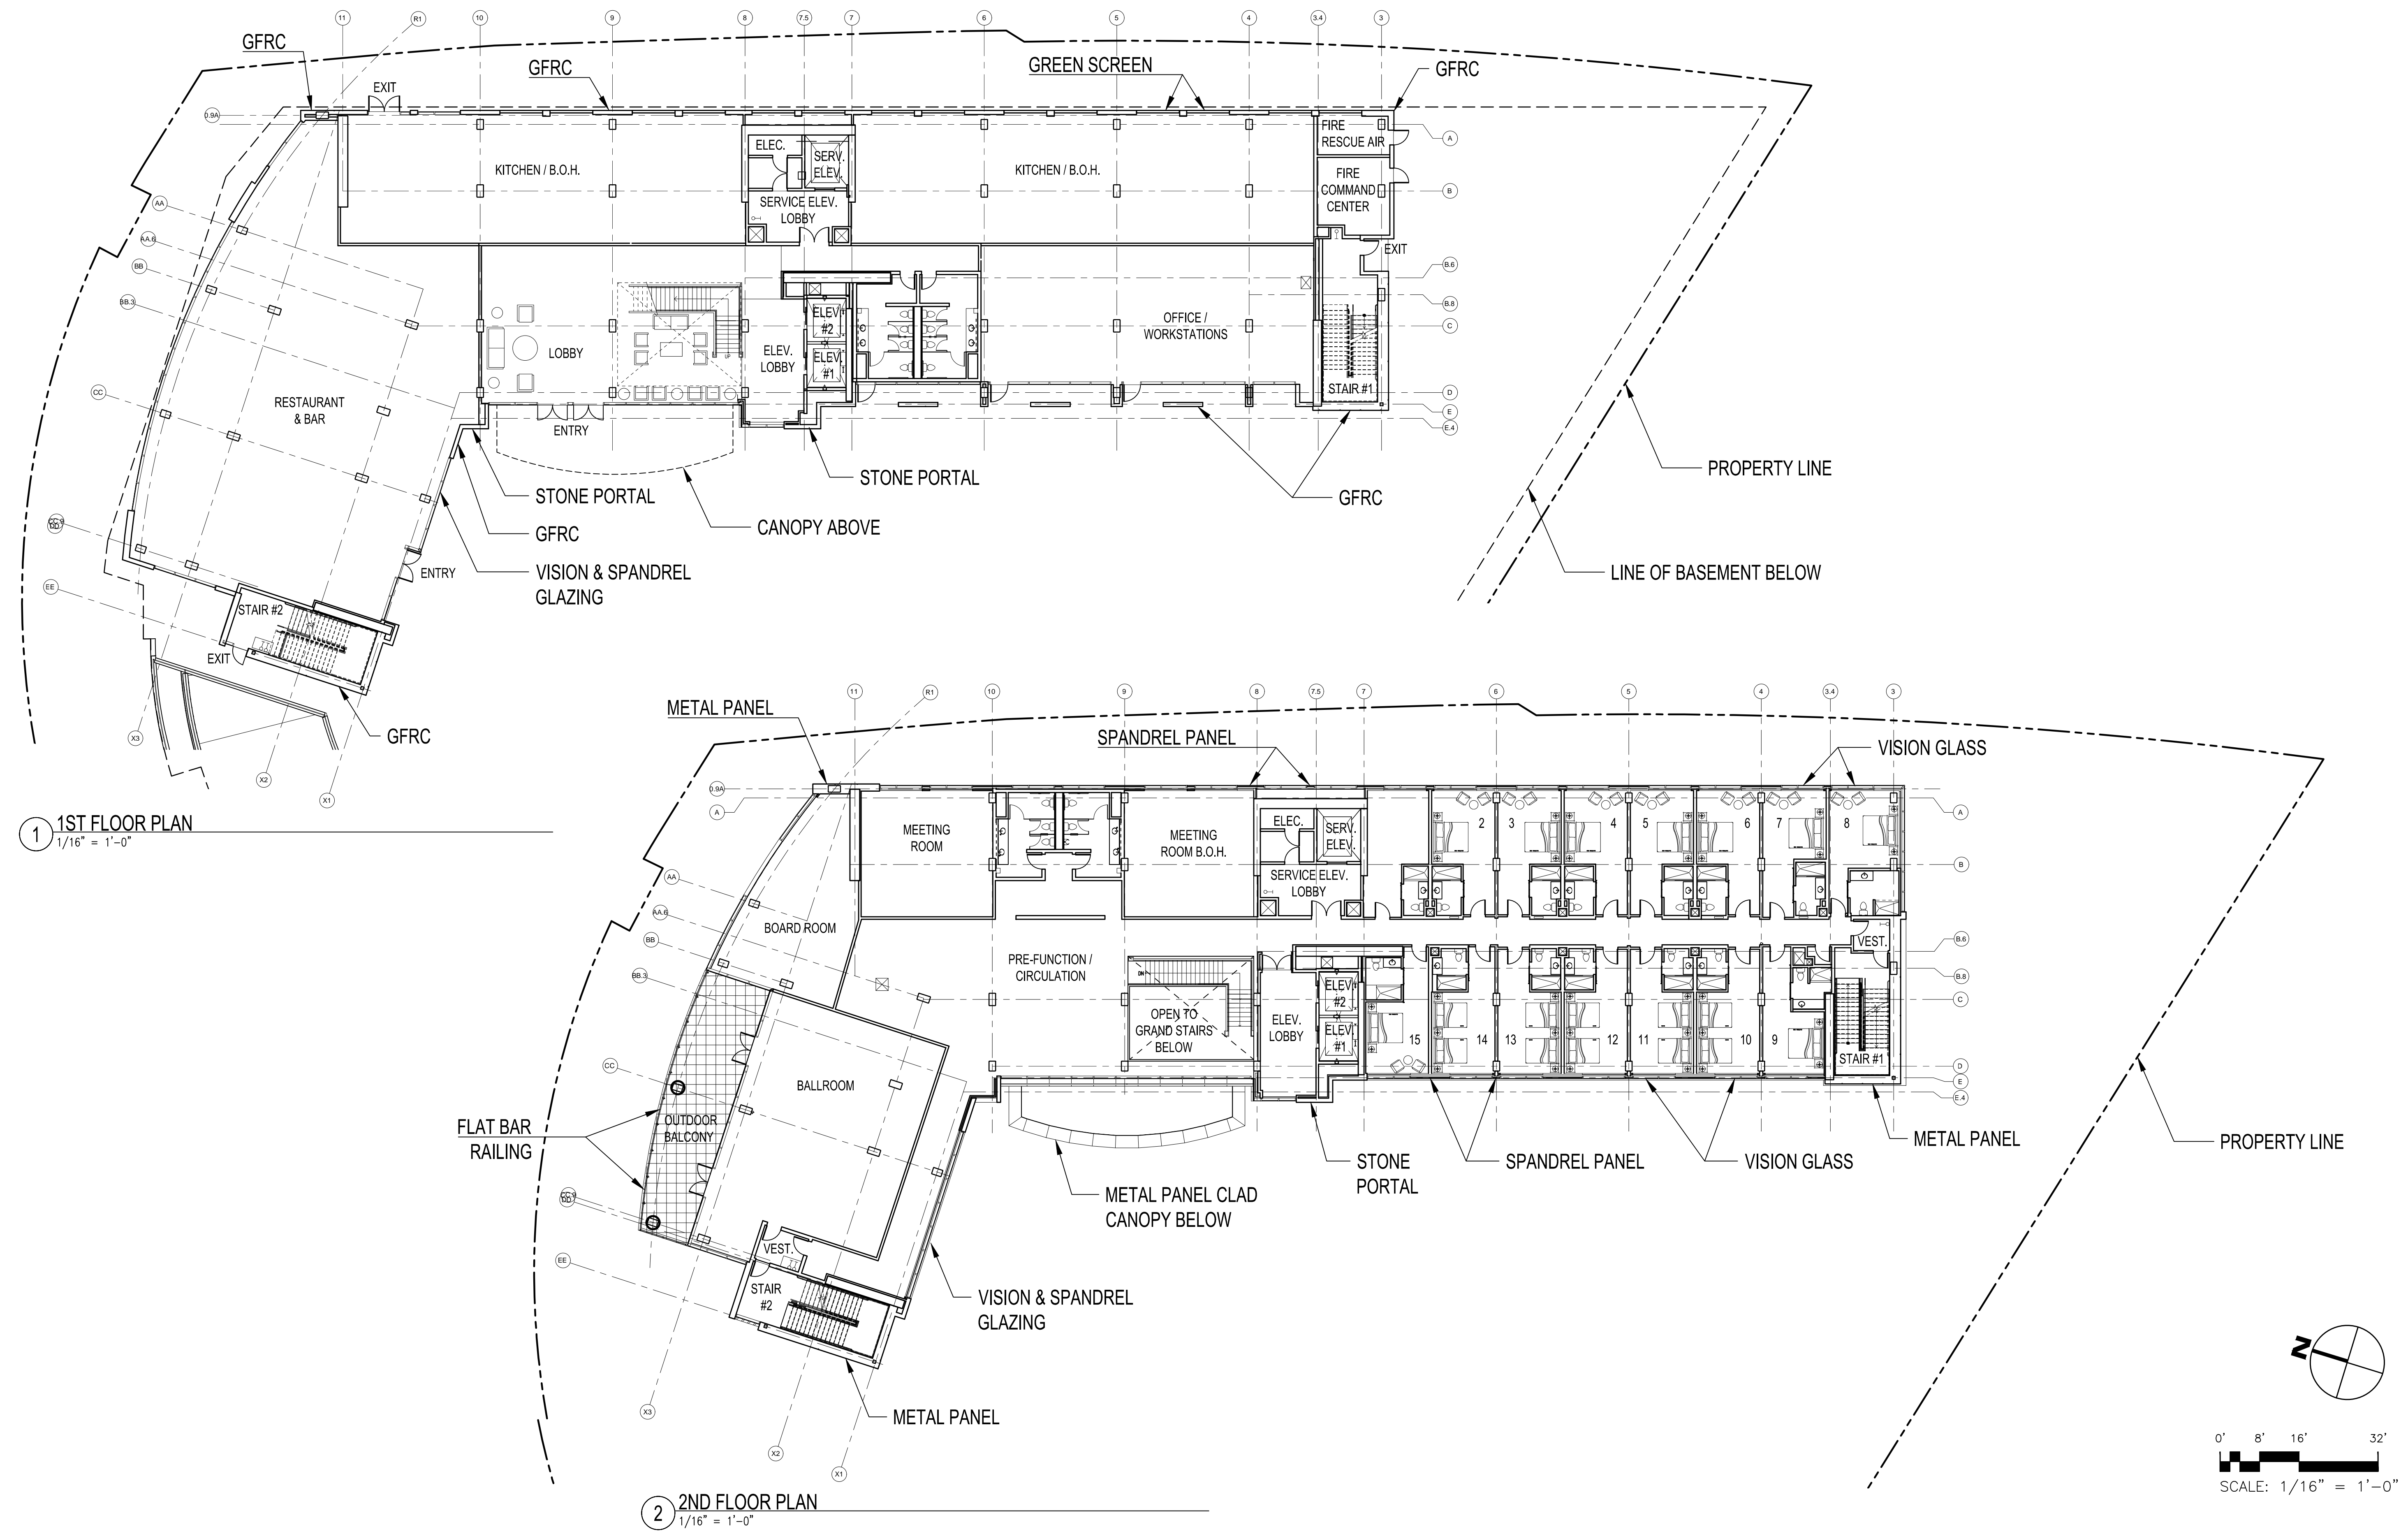 11
R1
10
9
8
7.5
7
6
5
4
3.4
3
GFRC
GFRC
GREEN SCREEN
GFRC
EXIT
0.9A
FIRE
RESCUE AIR
A
ELEC.
SERV.
ELEV.
KITCHEN / B.O.H.
KITCHEN / B.O.H.
FIRE
COMMAND
CENTER
B
SERVICE ELEV.
LOBBY
AA
AA.6
EXIT
BB
B.6
BB.3
B.8
ELEV.
#2
OFFICE /
WORKSTATIONS
C
LOBBY
ELEV.
LOBBY
ELEV.
#1
STAIR #1
CC
D
RESTAURANT
& BAR
E
E.4
ENTRY
STONE PORTAL
PROPERTY LINE
STONE PORTAL
GFRC
CC.9
DD
CANOPY ABOVE
GFRC
ENTRY
VISION & SPANDREL
GLAZING
LINE OF BASEMENT BELOW
EE
STAIR #2
EXIT
GFRC
X3
X2
X1
1
1ST FLOOR PLAN
1/16" = 1'-0"
11
R1
10
9
8
7.5
7
6
5
4
3.4
3
METAL PANEL
SPANDREL PANEL
VISION GLASS
0.9A
A
A
MEETING
ROOM
MEETING
ROOM B.O.H.
ELEC.
SERV.
ELEV.
2
3
4
5
6
7
8
B
SERVICE ELEV.
LOBBY
AA
AA.6
BOARD ROOM
VEST.
B.6
BB
PRE-FUNCTION /
CIRCULATION
BB.3
DN
B.8
ELEV.
#2
C
OPEN TO
GRAND STAIRS
BELOW
ELEV.
LOBBY
ELEV.
#1
15
14
13
12
11
10
9
STAIR #1
CC
D
BALLROOM
E
E.4
FLAT BAR
RAILING
OUTDOOR
BALCONY
METAL PANEL
PROPERTY LINE
STONE
PORTAL
SPANDREL PANEL
VISION GLASS
METAL PANEL CLAD
CANOPY BELOW
CC.9
DD
VEST.
EE
STAIR
#2
VISION & SPANDREL
GLAZING
METAL PANEL
X3
X2
X1
N
0' 8' 16' 32'
SCALE: 1/16" = 1'-0"
2
2ND FLOOR PLAN
1/16" = 1'-0"